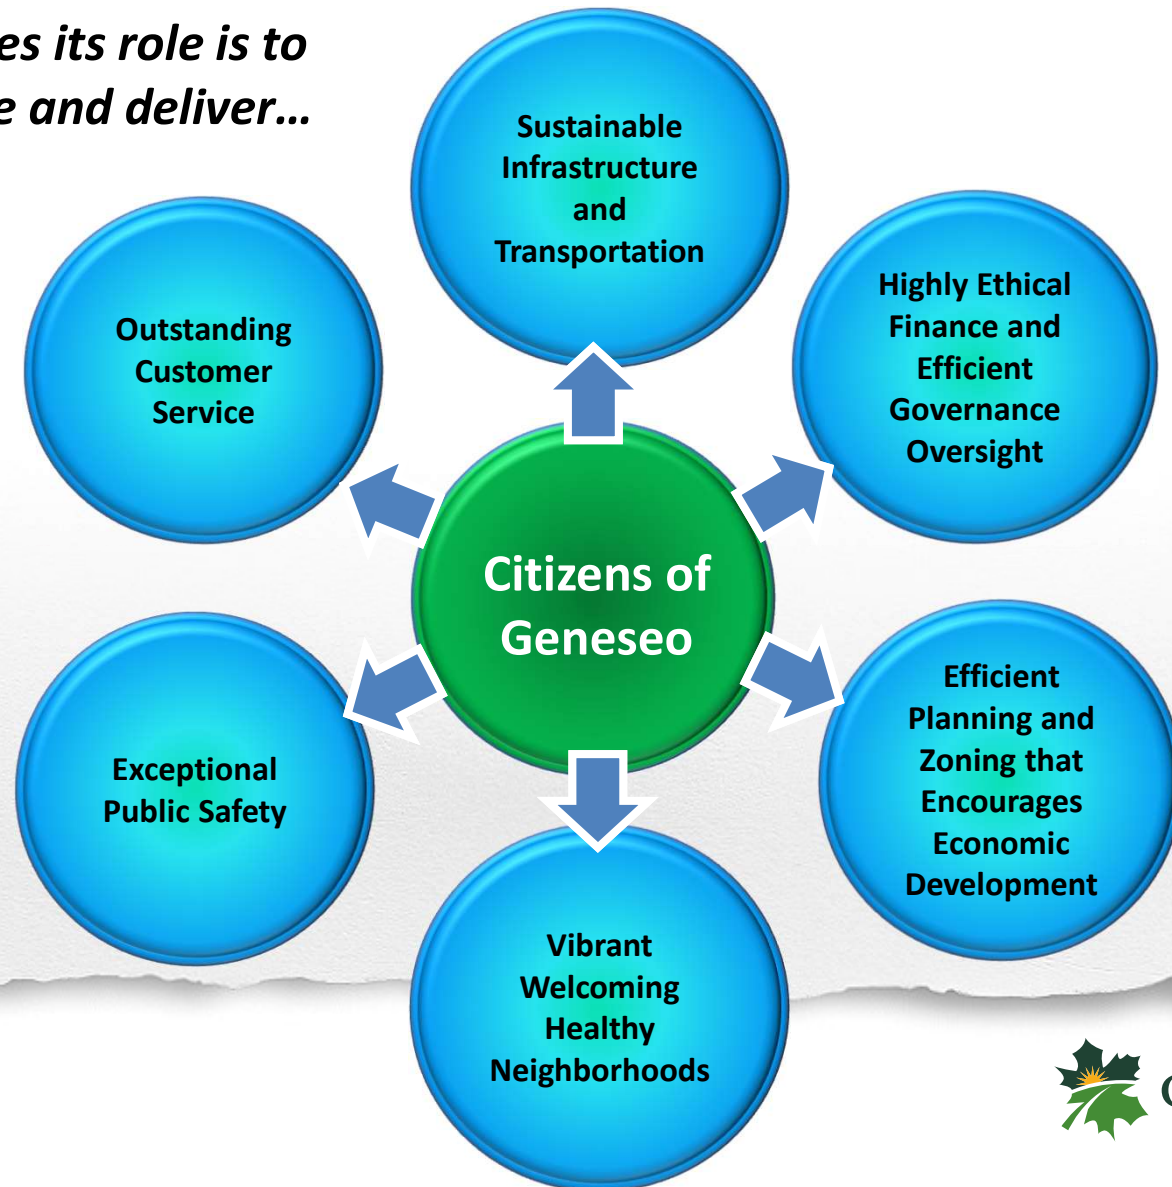 es its role is to
e and deliver…
Sustainable
Infrastructure
and
Transportation
Highly Ethical
Finance and
Efficient
Governance
Oversight
Outstanding
Customer
Service
Citizens of
Geneseo
Efficient
Planning and
Zoning that
Encourages
Economic
Development
Exceptional
Public Safety
Vibrant
Welcoming
Healthy
Neighborhoods